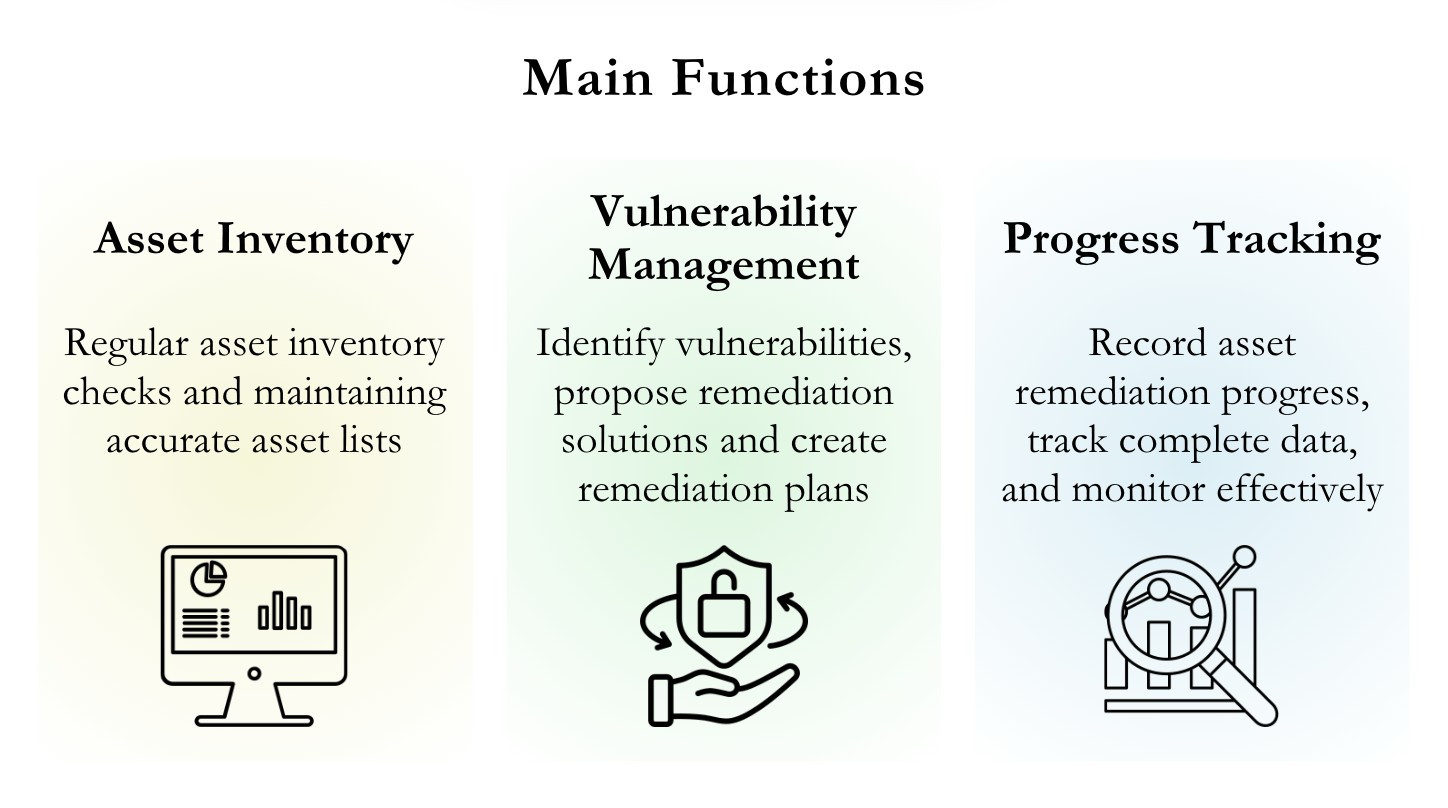 Main Functions
Asset Inventory
Regular asset inventory
checks and maintaining
accurate asset lists
Vulnerability
Management
Identify vulnerabilities,
propose remediation
solutions and create
remediation plans
Progress Tracking
Record asset
remediation progress,
track complete data,
and monitor effectively